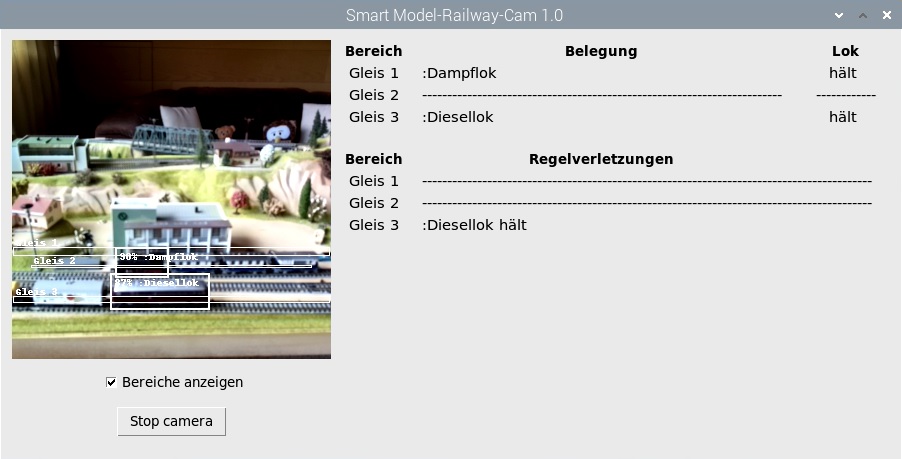 Smart Model-Railway-Cam 1.0
Bereich Belegung Lok
Gleis 1 :Dampflok hält
Gleis 2 ------------------------------------------------------------------------ ------------
Gleis 3 :Diesellok hält
Bereich Regelverletzungen
Gleis 1 ------------------------------------------------------------------------------------------
Gleis 2 ------------------------------------------------------------------------------------------
Gleis 3 :Diesellok hält
Gleis 1
90% :Dampflok
Gleis 2
:Diesellok
Gleis
Bereiche anzeigen
Stop camera